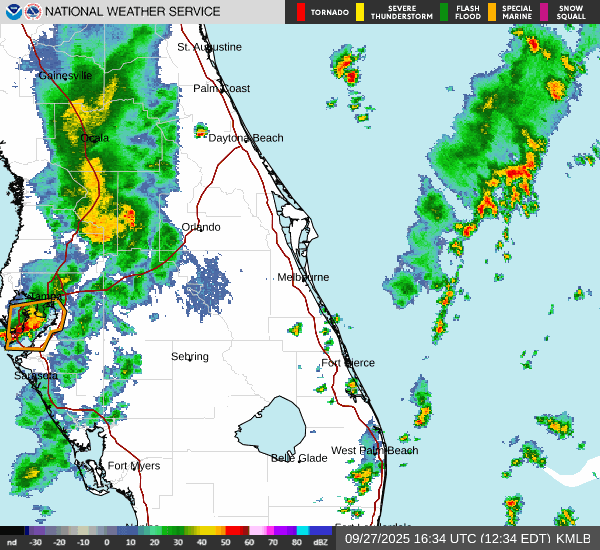 NATIONAL WEATHER SERVICE
TORNADO
SEVERE THUNDERSTORM
FLASH FLOOD
SPECIAL MARINE
SNOW SQUALL
St. Augustine
Gainesville
Palm Coast
Ocala
Daytona Beach
Orlando
Melbourne
Tampa
Sebring
Fort Pierce
Sarasota
West Palm Beach
Belle Glade
Fort Myers
nd -30 -20 -10 0 10 20 30 40 50 60 70 80 dBZ
09/27/2025 16:34 UTC (12:34 EDT) KMLB